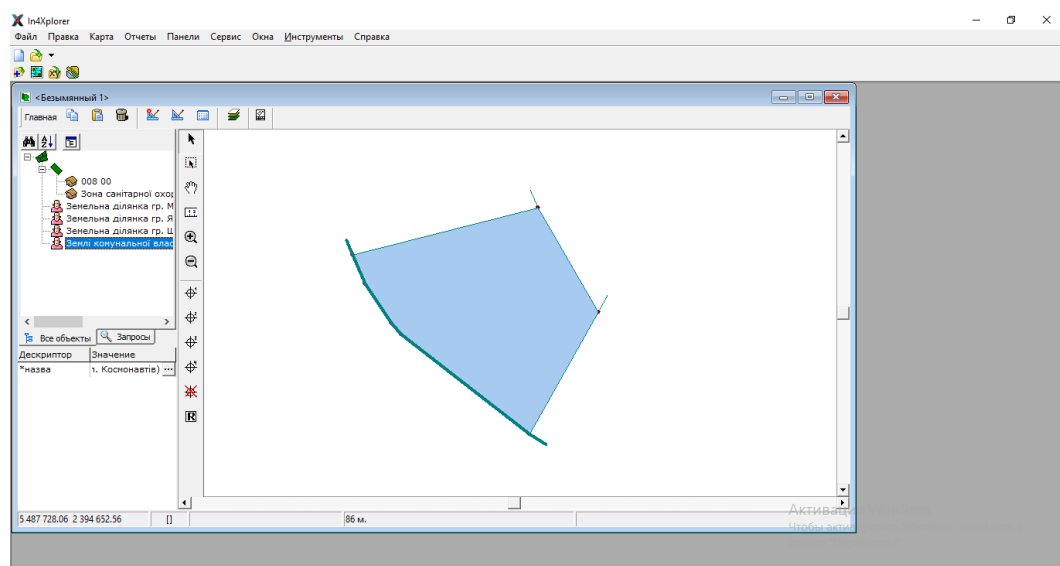 In4Xplorer
Файл Правка Карта Отчеты Панели Сервис Окна Инструменты Справка
<Безымянный 1>
Главная
008 00
Зона санітарної охор
Земельна ділянка гр. М
Земельна ділянка гр. Я
Земельна ділянка гр. Ш
Землі комунальної влас
Все объекты Запросы
Дескриптор Значение
*назва ı. Космонавтів) ...
5 487 728.06 2 394 652.56 [] 86 м.